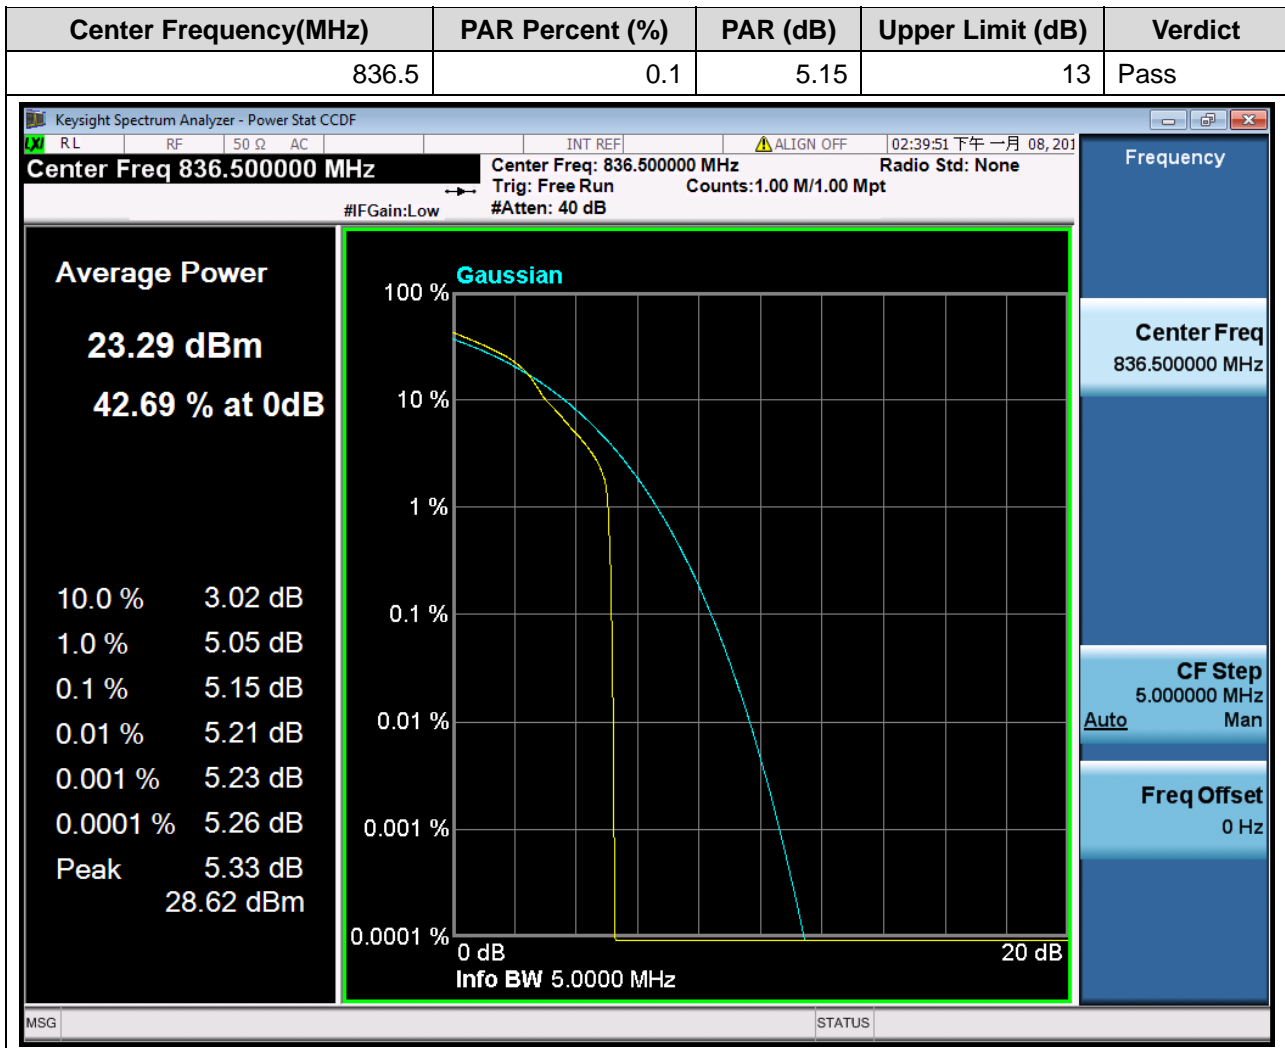 Center Frequency(MHz) PAR Percent (%) PAR (dB) Upper Limit (dB) Verdict
836.5 0.1 5.15 13 Pass
Keysight Spectrum Analyzer - Power Stat CCDF
LXI RL RF 50 Ω AC INT REF ALIGN OFF 02:39:51 下午 一月 08, 201
Center Freq 836.500000 MHz
Center Freq: 836.500000 MHz Radio Std: None
Trig: Free Run Counts:1.00 M/1.00 Mpt
#IFGain:Low #Atten: 40 dB
Average Power
23.29 dBm
42.69 % at 0dB
10.0 % 3.02 dB
1.0 % 5.05 dB
0.1 % 5.15 dB
0.01 % 5.21 dB
0.001 % 5.23 dB
0.0001 % 5.26 dB
Peak 5.33 dB
28.62 dBm
Gaussian
100 %
10 %
1 %
0.1 %
0.01 %
0.001 %
0.0001 %
0 dB 20 dB
Info BW 5.0000 MHz
Frequency
Center Freq
836.500000 MHz
CF Step
5.000000 MHz
Auto Man
Freq Offset
0 Hz
MSG STATUS